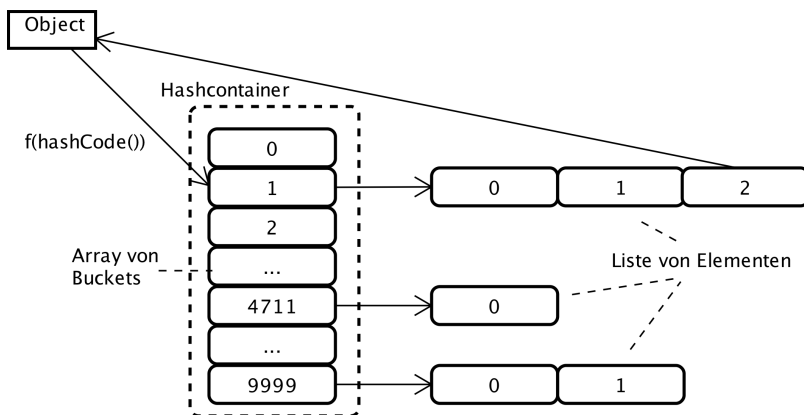 Object
Hashcontainer
f(hashCode())
0
1
0 1 2
2
Array von
Buckets
...
Liste von Elementen
4711
0
...
9999
0 1